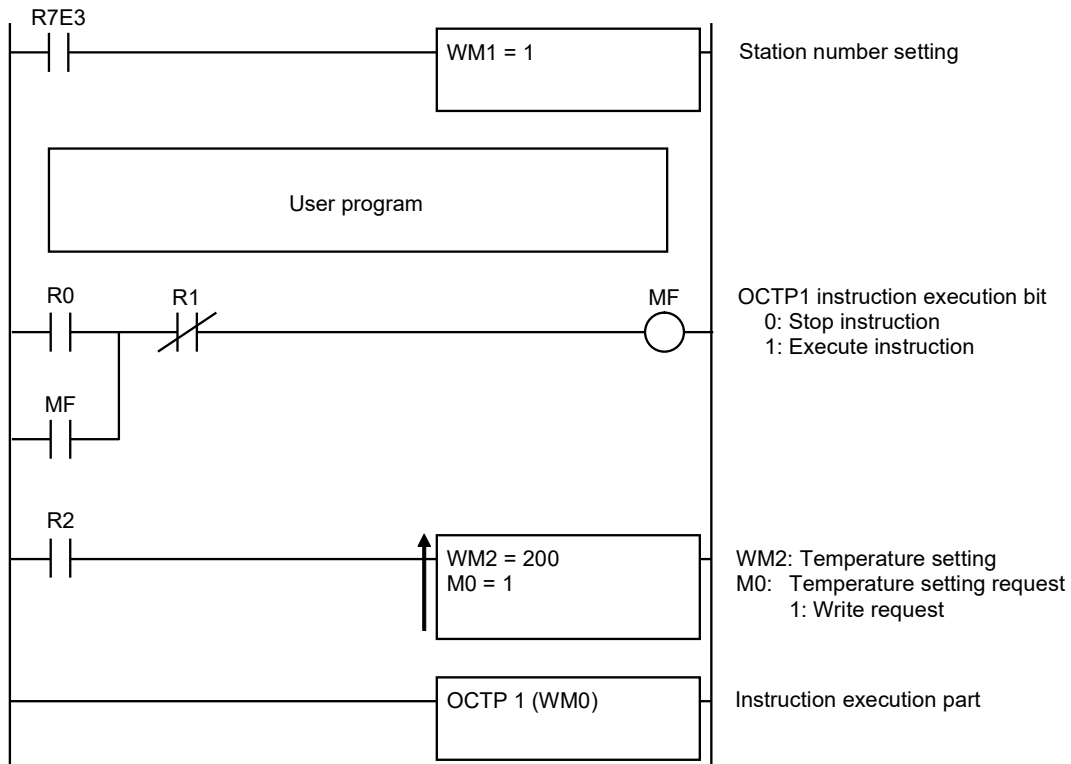 R7E3
WM1 = 1
Station number setting
User program
R0
R1
MF
OCTP1 instruction execution bit
0: Stop instruction
1: Execute instruction
MF
R2
WM2 = 200
M0 = 1
WM2: Temperature setting
M0: Temperature setting request
1: Write request
OCTP 1 (WM0)
Instruction execution part